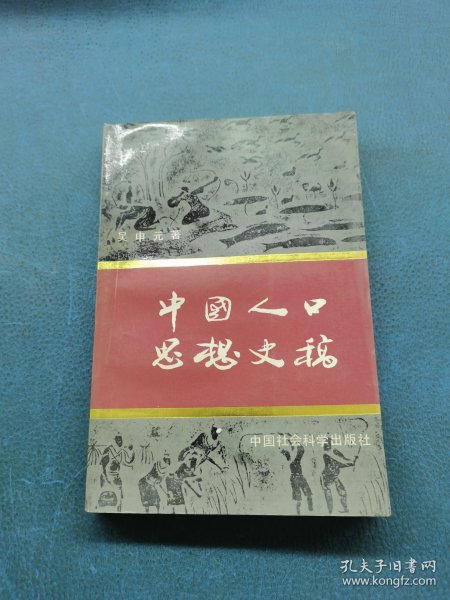 吴申元著
中國人口
思想史稿
中国社会科学出版社
孔夫子旧书网
www.kongfz.com